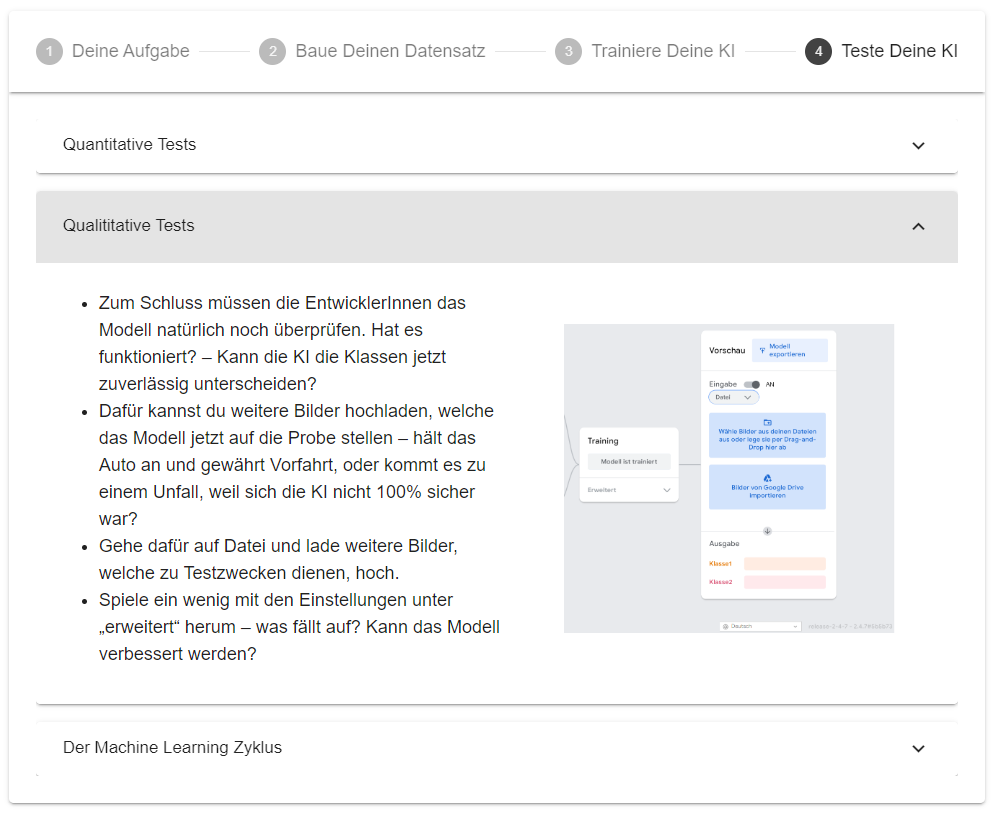 1 Deine Aufgabe
2 Baue Deinen Datensatz
3 Trainiere Deine KI
4 Teste Deine KI
Quantitative Tests
Qualititative Tests
• Zum Schluss müssen die EntwicklerInnen das
Modell natürlich noch überprüfen. Hat es
funktioniert? – Kann die KI die Klassen jetzt
zuverlässig unterscheiden?
• Dafür kannst du weitere Bilder hochladen, welche
das Modell jetzt auf die Probe stellen – hält das
Auto an und gewährt Vorfahrt, oder kommt es zu
einem Unfall, weil sich die KI nicht 100% sicher
war?
• Gehe dafür auf Datei und lade weitere Bilder,
welche zu Testzwecken dienen, hoch.
• Spiele ein wenig mit den Einstellungen unter
„erweitert“ herum – was fällt auf? Kann das Modell
verbessert werden?
Training
Modell ist trainiert
Erweitert
Vorschau
Modell
exportieren
Eingabe
AN
Datei
Wähle Bilder aus deinen Dateien
aus oder lege sie per Drag-and-
Drop hier ab
Bilder von Google Drive
importieren
Ausgabe
Klasse1
Klasse2
Deutsch
Der Machine Learning Zyklus